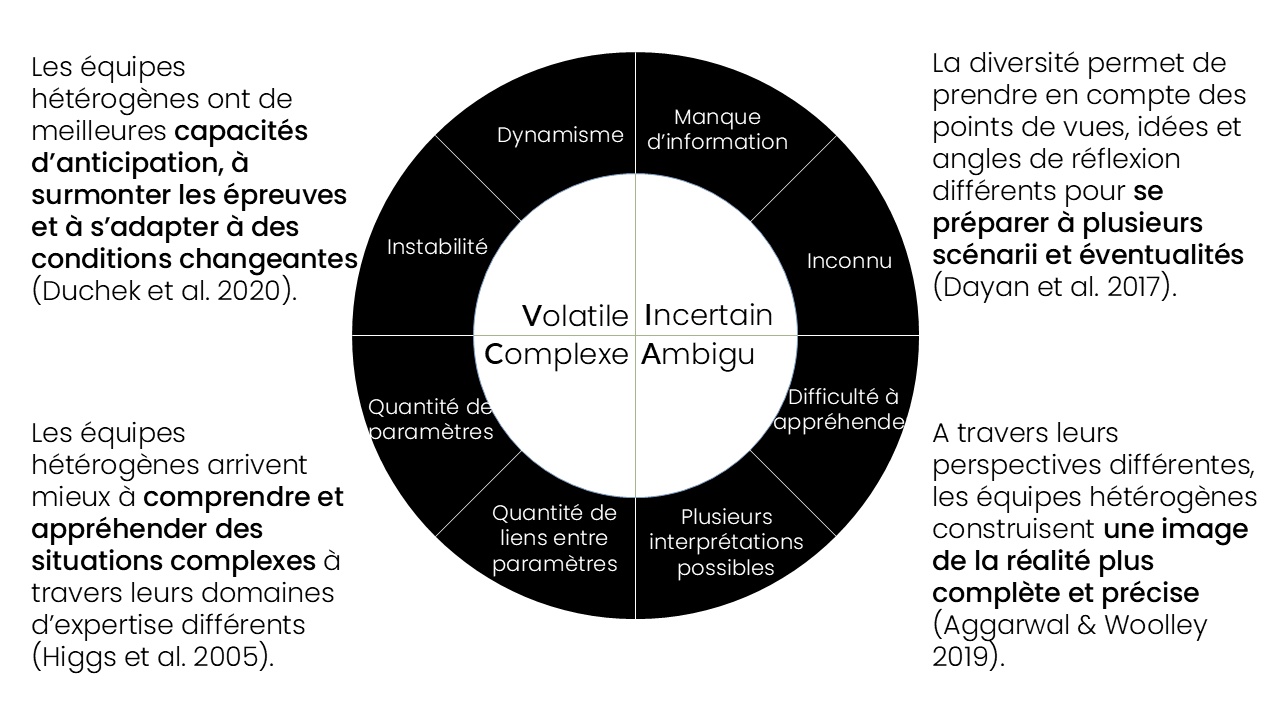 Les équipes
hétérogènes ont de
meilleures capacités
d’anticipation, à
surmonter les épreuves
et à s’adapter à des
conditions changeantes
(Duchek et al. 2020).
Dynamisme
Manque
d’information
Instabilité
Inconnu
Volatile
Incertain
Complexe
Ambigu
Quantité de
paramètres
Difficulté à
appréhende
Quantité de
liens entre
paramètres
Plusieurs
interprétations
possibles
La diversité permet de
prendre en compte des
points de vues, idées et
angles de réflexion
différents pour se
préparer à plusieurs
scénarii et éventualités
(Dayan et al. 2017).
Les équipes
hétérogènes arrivent
mieux à comprendre et
appréhender des
situations complexes à
travers leurs domaines
d’expertise différents
(Higgs et al. 2005).
A travers leurs
perspectives différentes,
les équipes hétérogènes
construisent une image
de la réalité plus
complète et précise
(Aggarwal & Woolley
2019).